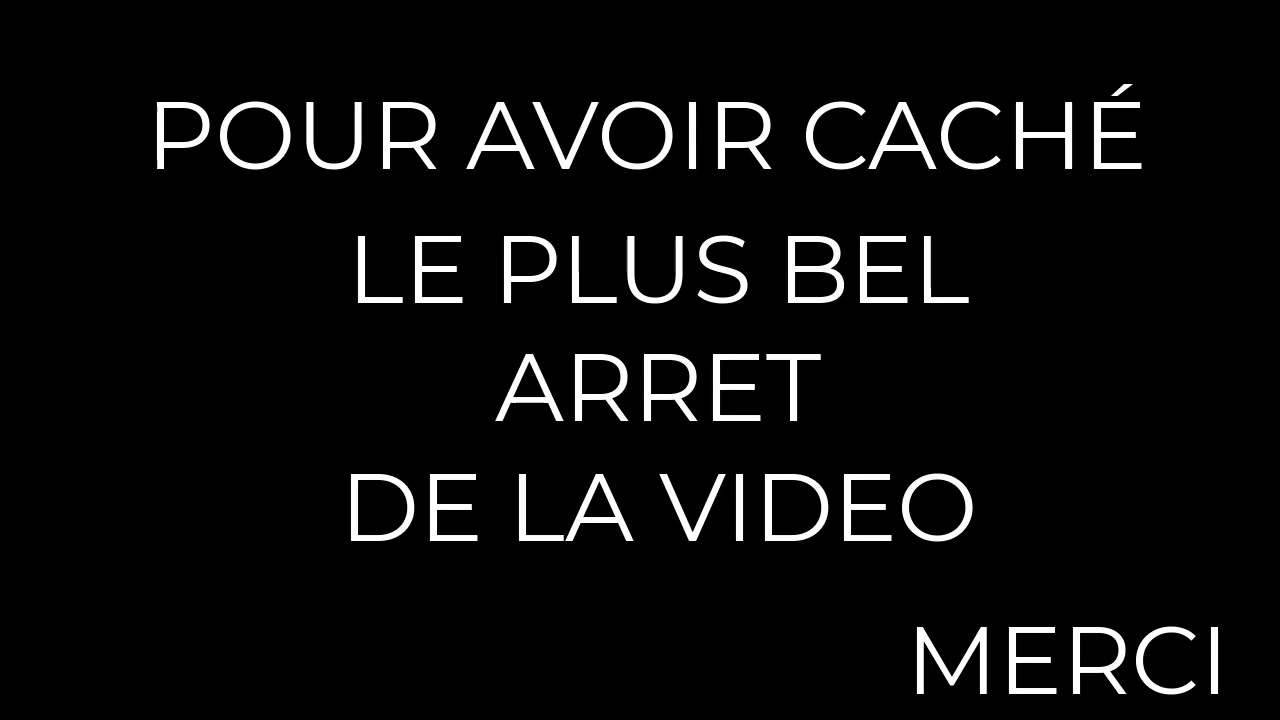 POUR AVOIR CACHÉ
LE PLUS BEL
ARRET
DE LA VIDEO
MERCI